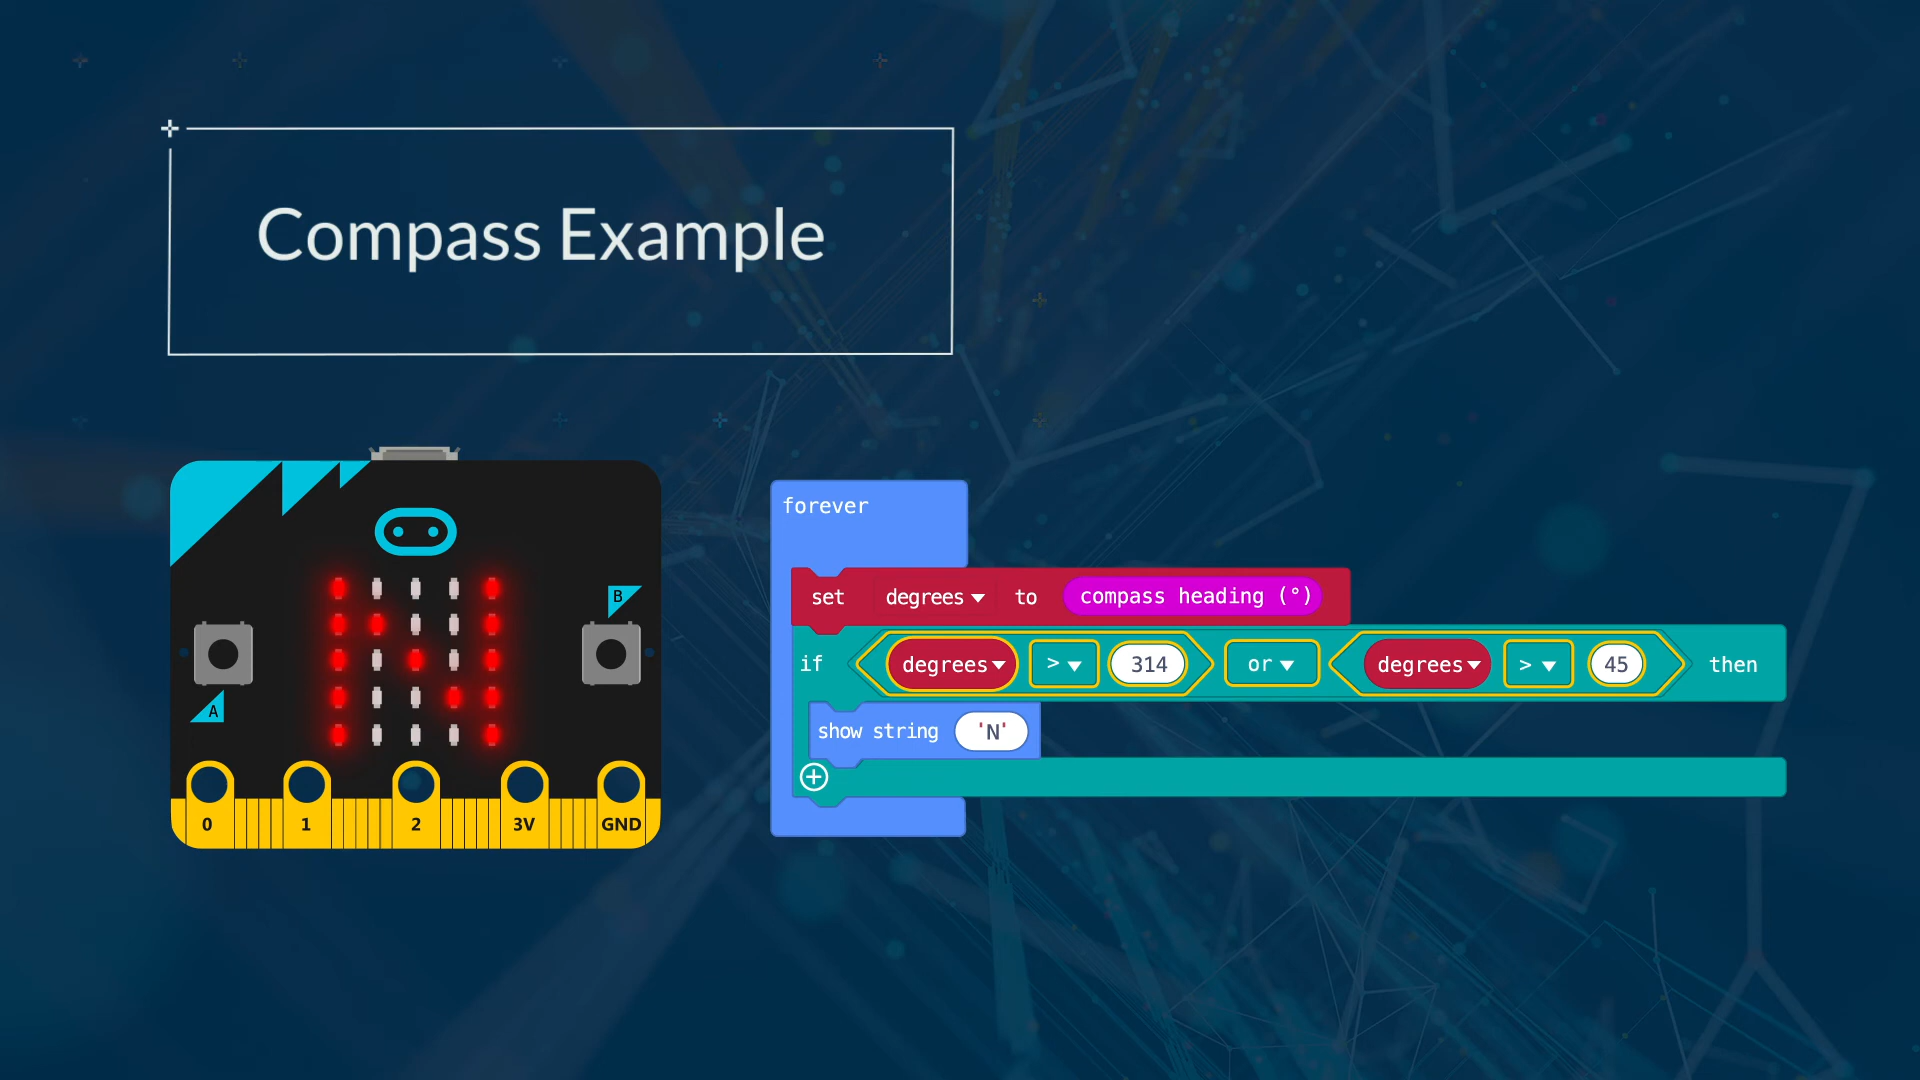 Compass Example
B
A
0 1 2 3V GND
forever
set degrees to compass heading (°)
if degrees > 314 or degrees > 45 then
show string 'N'